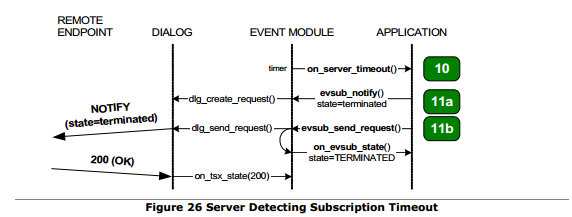 REMOTE
ENDPOINT
DIALOG
EVENT MODULE
APPLICATION
timer
on_server_timeout()
10
dlg_create_request()
evsub_notify()
state=terminated
11a
NOTIFY
(state=terminated)
dlg_send_request()
evsub_send_request()
11b
on_evsub_state()
state=TERMINATED
200 (OK)
on_tsx_state(200)
Figure 26 Server Detecting Subscription Timeout